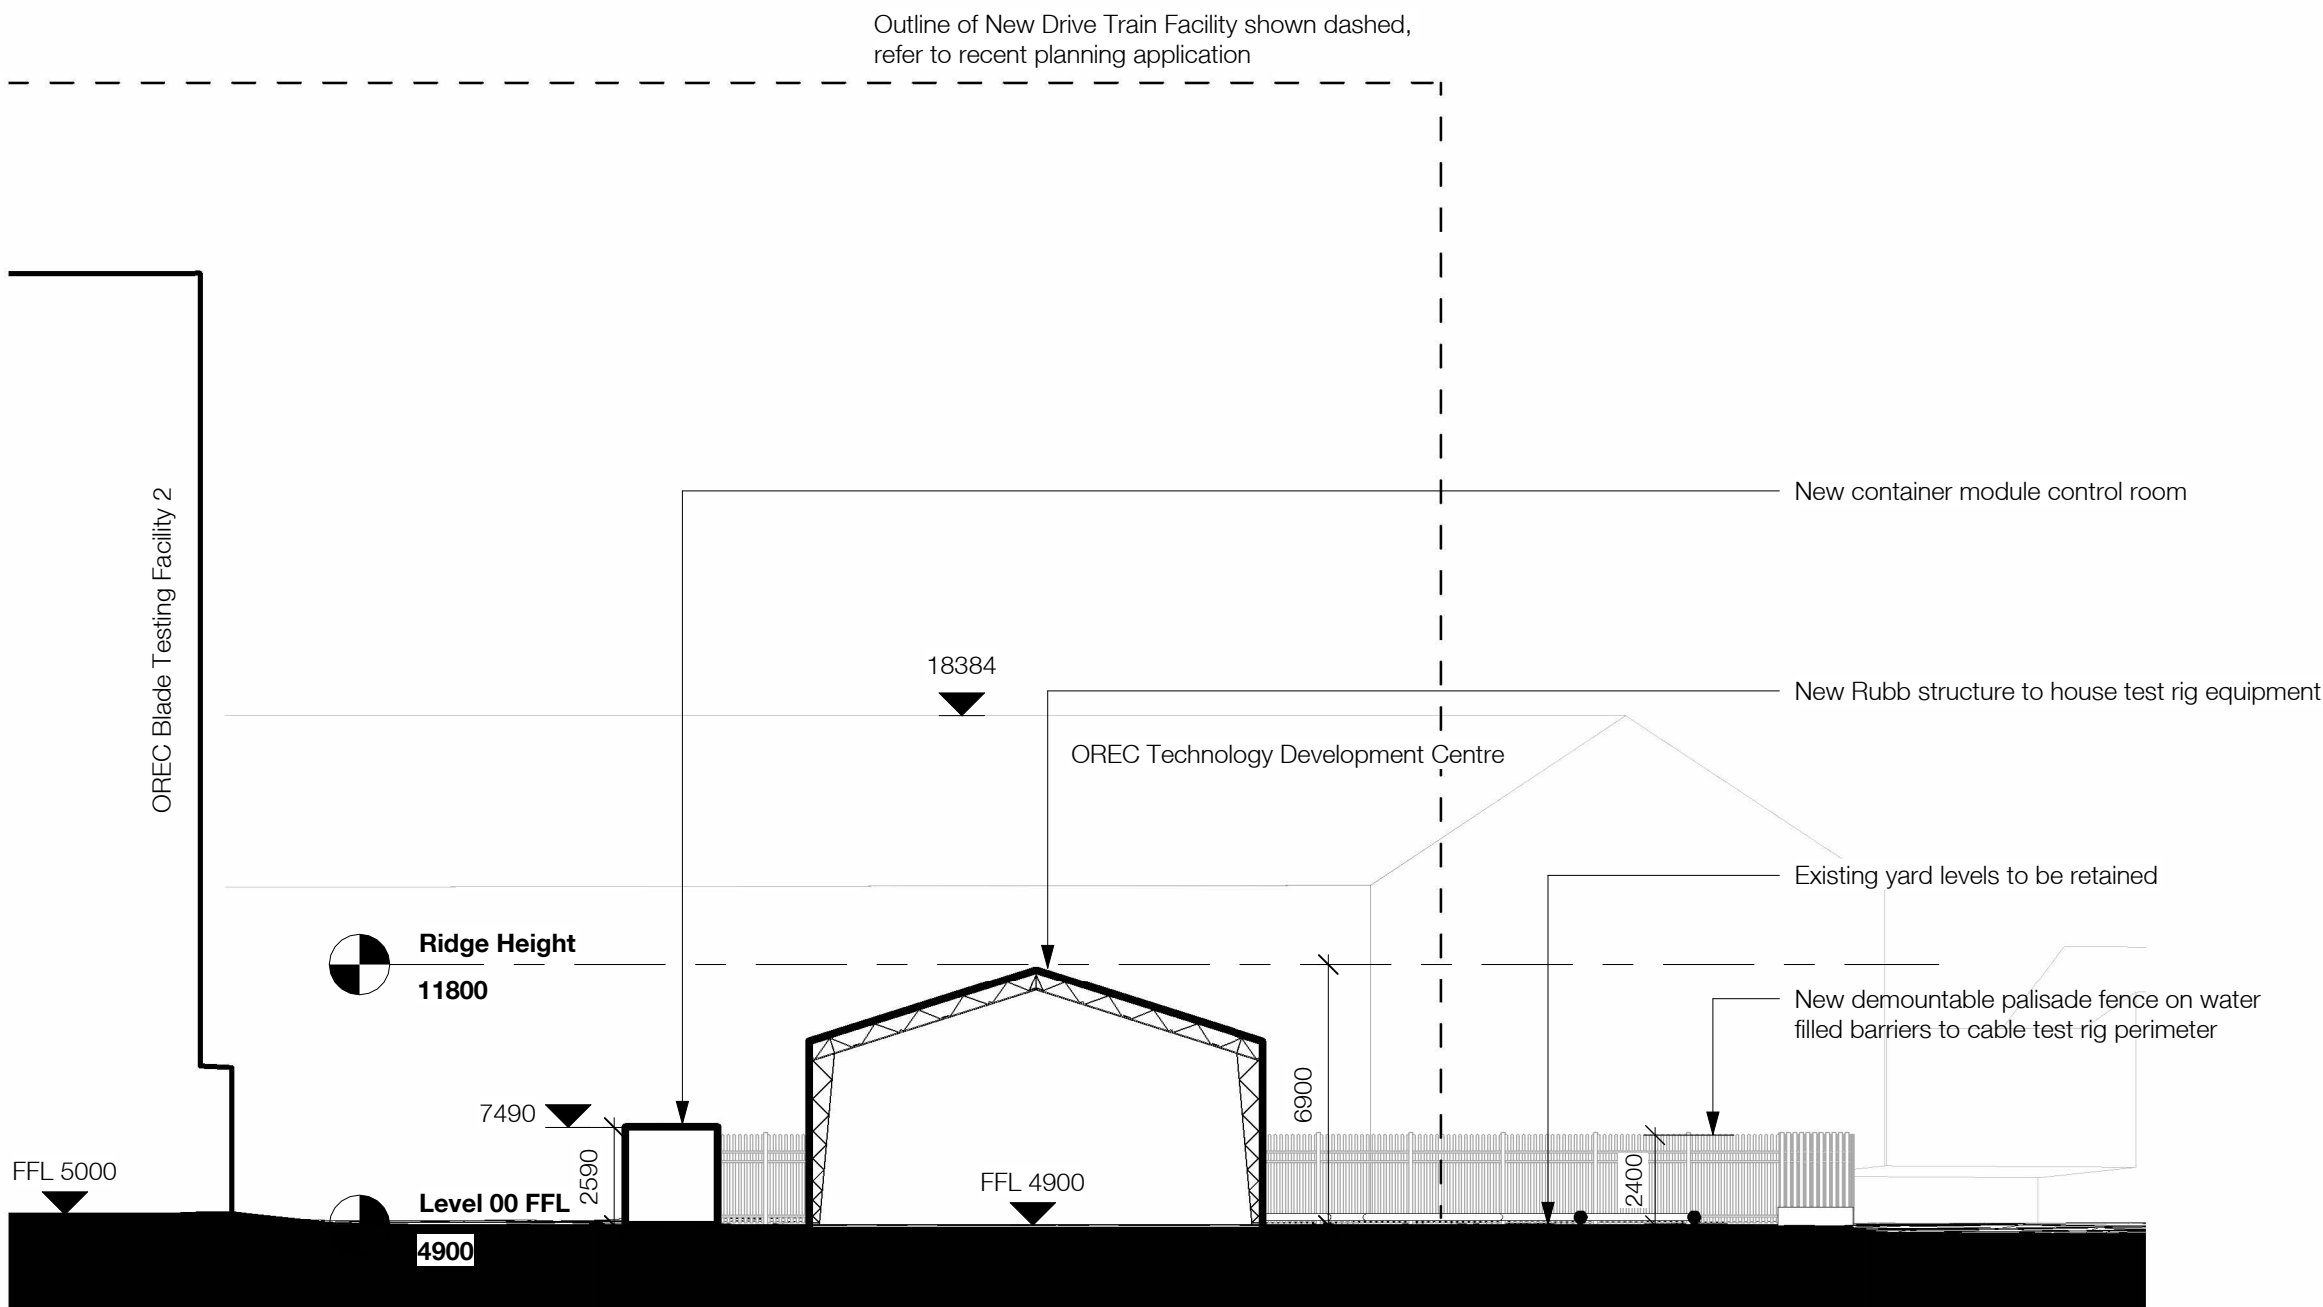 Outline of New Drive Train Facility shown dashed,
refer to recent planning application
OREC Blade Testing Facility 2
New container module control room
18384
New Rubb structure to house test rig equipment
OREC Technology Development Centre
Existing yard levels to be retained
Ridge Height
11800
New demountable palisade fence on water
filled barriers to cable test rig perimeter
6900
7490
2590
2400
FFL 5000
FFL 4900
Level 00 FFL
4900